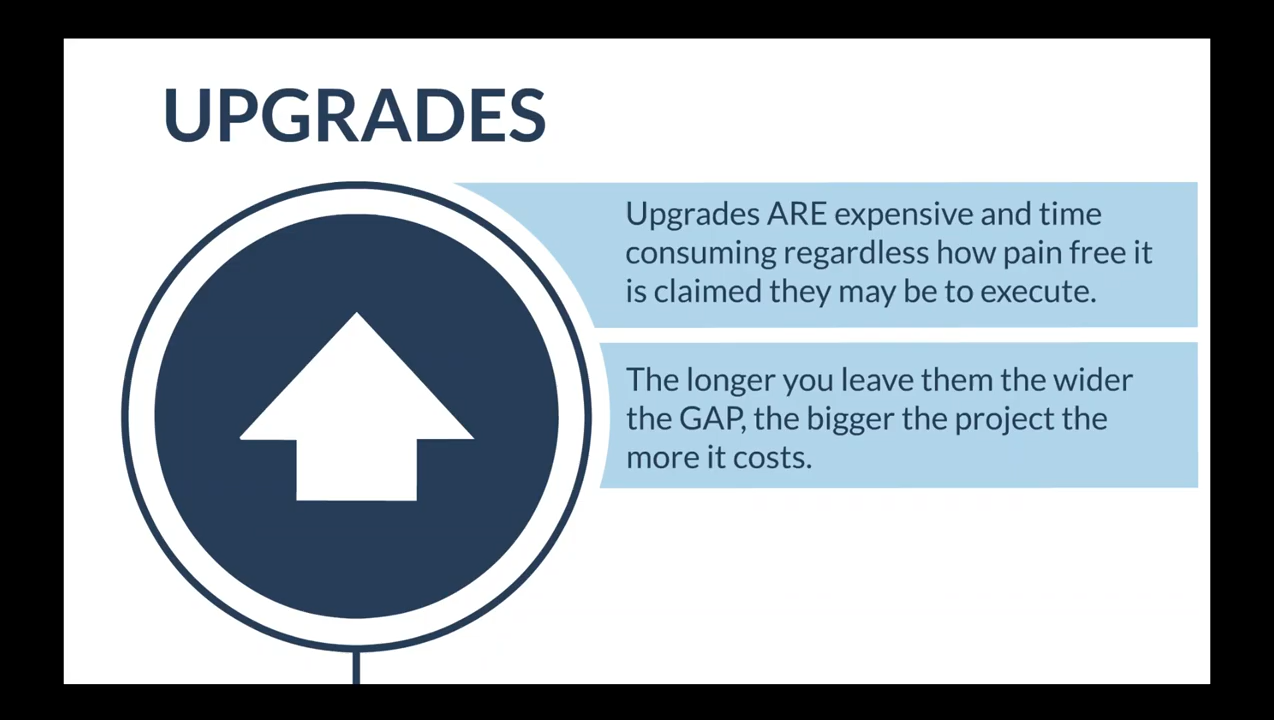 UPGRADES
Upgrades ARE expensive and time
consuming regardless how pain free it
is claimed they may be to execute.
The longer you leave them the wider
the GAP, the bigger the project the
more it costs.